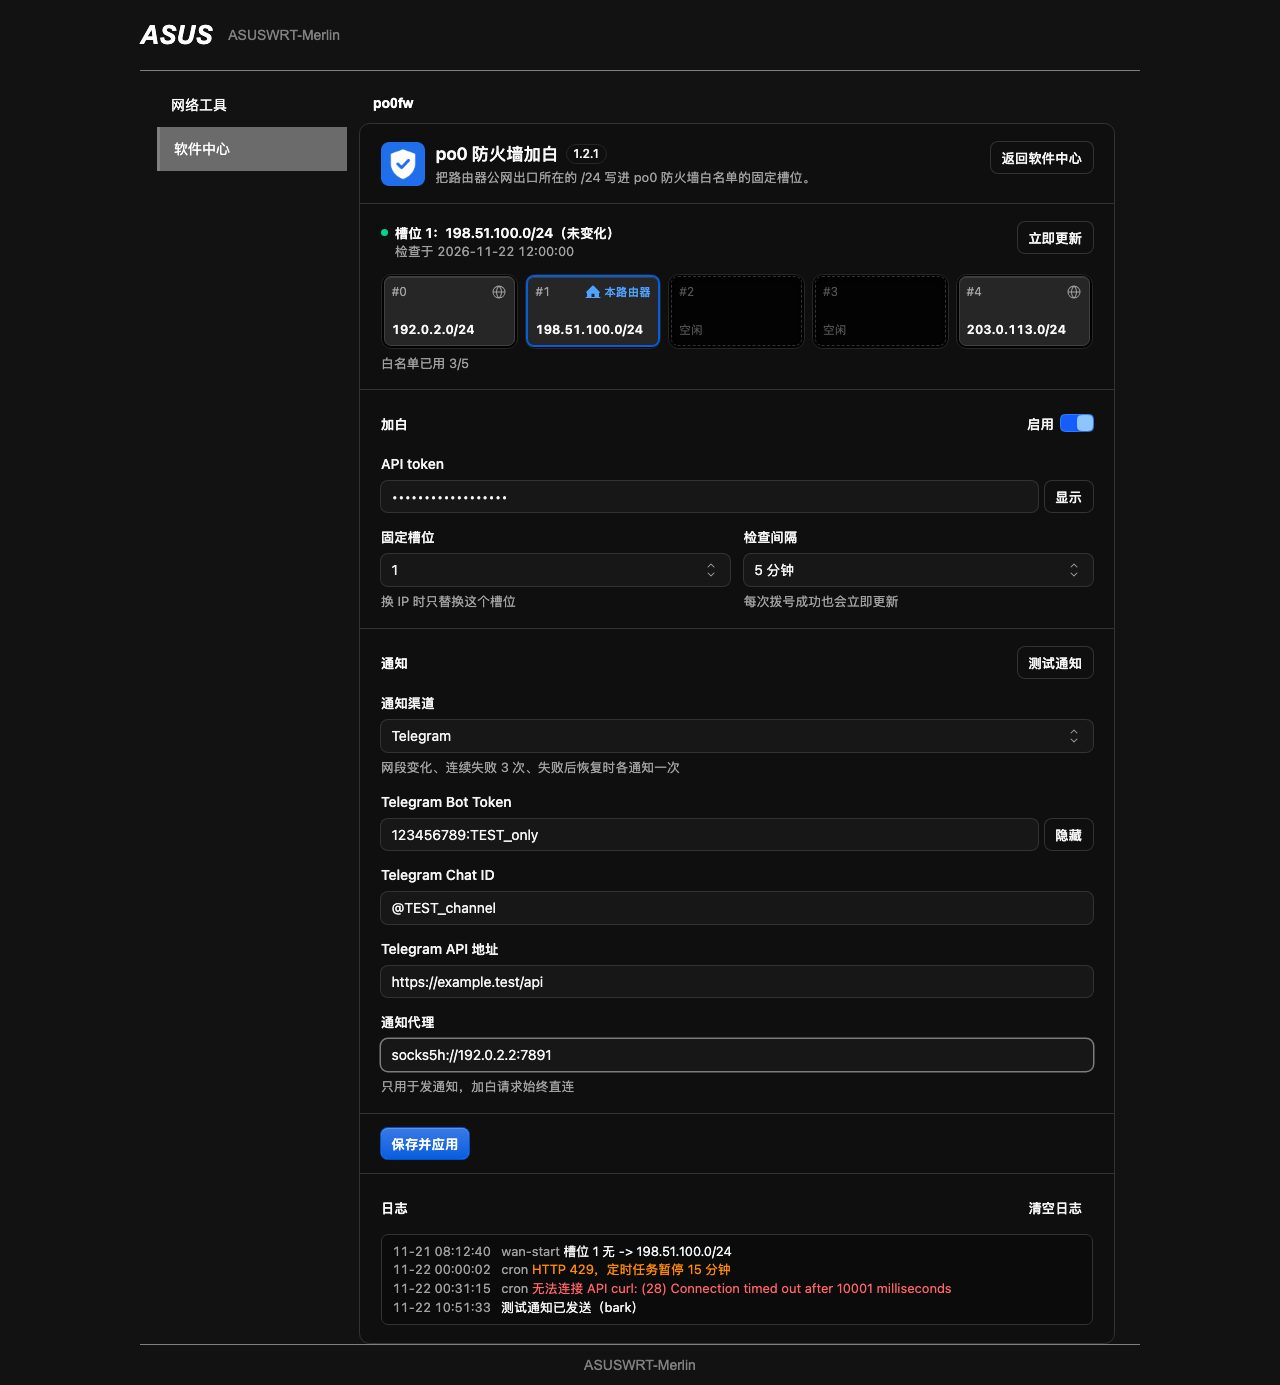 ASUS ASUSWRT-Merlin
网络工具
软件中心
po0fw
po0 防火墙加白 1.2.1
把路由器公网出口所在的 /24 写进 po0 防火墙白名单的固定槽位。
返回软件中心
槽位 1：198.51.100.0/24（未变化）
检查于 2026-11-22 12:00:00
立即更新
#0
192.0.2.0/24
#1 本路由器
198.51.100.0/24
#2
空闲
#3
空闲
#4
203.0.113.0/24
白名单已用 3/5
加白
启用
API token
••••••••••••••••••
显示
固定槽位
1
换 IP 时只替换这个槽位
检查间隔
5 分钟
每次拨号成功也会立即更新
通知
测试通知
通知渠道
Telegram
网段变化、连续失败 3 次、失败后恢复时各通知一次
Telegram Bot Token
123456789:TEST_only
隐藏
Telegram Chat ID
@TEST_channel
Telegram API 地址
https://example.test/api
通知代理
socks5h://192.0.2.2:7891
只用于发通知，加白请求始终直连
保存并应用
日志
清空日志
11-21 08:12:40 wan-start 槽位 1 无 -> 198.51.100.0/24
11-22 00:00:02 cron HTTP 429，定时任务暂停 15 分钟
11-22 00:31:15 cron 无法连接 API curl: (28) Connection timed out after 10001 milliseconds
11-22 10:51:33 测试通知已发送（bark）
ASUSWRT-Merlin